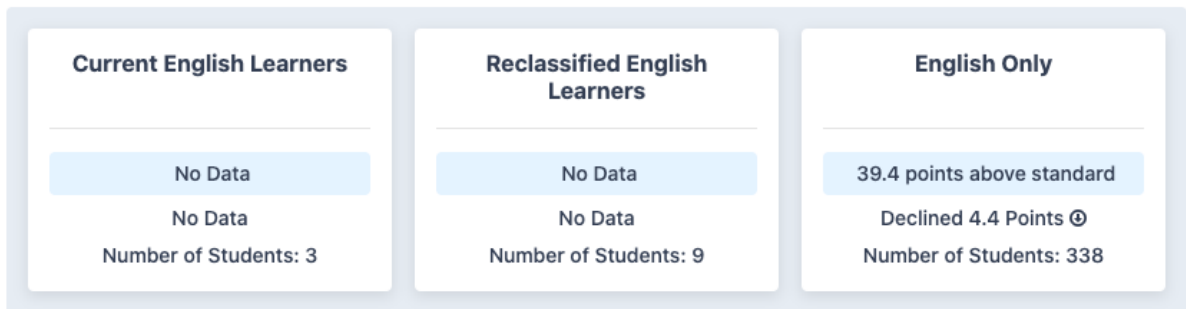 Current English Learners
No Data
No Data
Number of Students: 3
Reclassified English
Learners
No Data
No Data
Number of Students: 9
English Only
39.4 points above standard
Declined 4.4 Points
Number of Students: 338